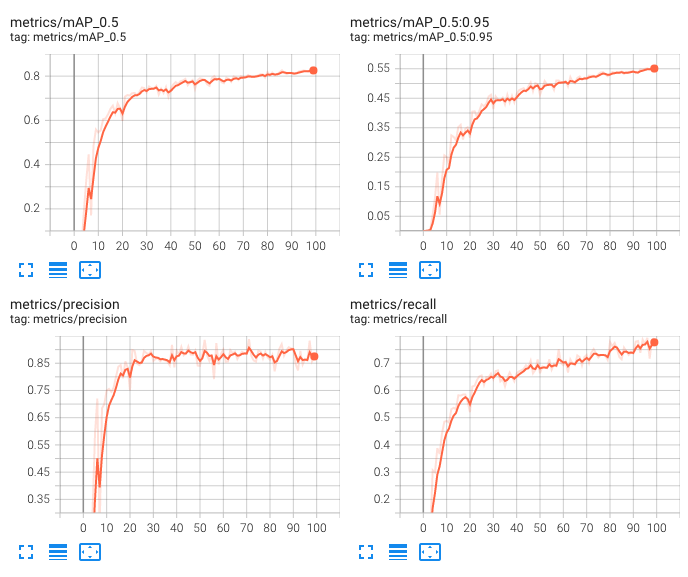 metrics/mAP_0.5
tag: metrics/mAP_0.5
0.8
0.6
0.4
0.2
0 10 20 30 40 50 60 70 80 90 100
metrics/mAP_0.5:0.95
tag: metrics/mAP_0.5:0.95
0.55
0.45
0.35
0.25
0.15
0.05
0 10 20 30 40 50 60 70 80 90 100
metrics/precision
tag: metrics/precision
0.85
0.75
0.65
0.55
0.45
0.35
0 10 20 30 40 50 60 70 80 90 100
metrics/recall
tag: metrics/recall
0.7
0.6
0.5
0.4
0.3
0.2
0 10 20 30 40 50 60 70 80 90 100